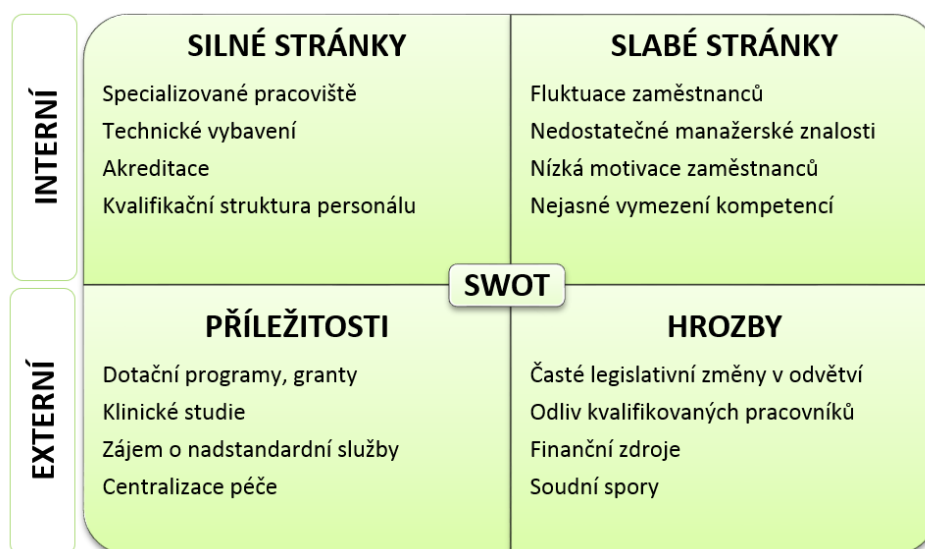 INTERNÍ
SILNÉ STRÁNKY
Specializované pracoviště
Technické vybavení
Akreditace
Kvalifikační struktura personálu
SLABÉ STRÁNKY
Fluktuace zaměstnanců
Nedostatečné manažerské znalosti
Nízká motivace zaměstnanců
Nejasné vymezení kompetencí
SWOT
EXTERNÍ
PŘÍLEŽITOSTI
Dotační programy, granty
Klinické studie
Zájem o nadstandardní služby
Centralizace péče
HROZBY
Časté legislativní změny v odvětví
Odliv kvalifikovaných pracovníků
Finanční zdroje
Soudní spory